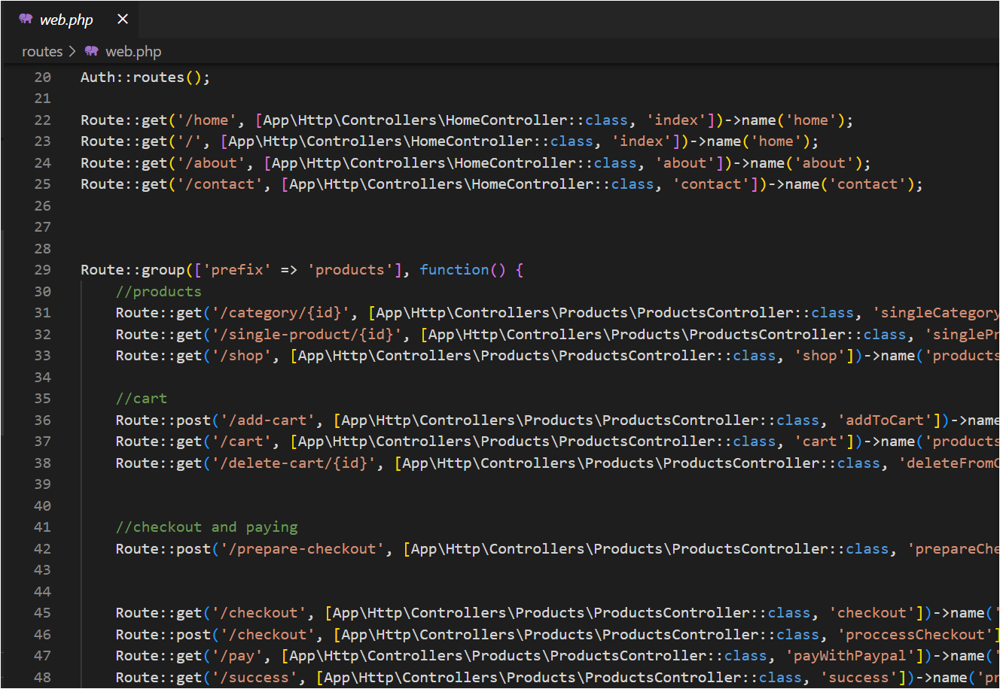 web.php
routes > web.php
20 Auth::routes();
21
22 Route::get('/home', [App\Http\Controllers\HomeController::class, 'index'])->name('home');
23 Route::get('/', [App\Http\Controllers\HomeController::class, 'index'])->name('home');
24 Route::get('/about', [App\Http\Controllers\HomeController::class, 'about'])->name('about');
25 Route::get('/contact', [App\Http\Controllers\HomeController::class, 'contact'])->name('contact');
26
27
28
29 Route::group(['prefix' => 'products'], function() {
30 //products
31 Route::get('/category/{id}', [App\Http\Controllers\Products\ProductsController::class, 'singleCategory
32 Route::get('/single-product/{id}', [App\Http\Controllers\Products\ProductsController::class, 'singlePr
33 Route::get('/shop', [App\Http\Controllers\Products\ProductsController::class, 'shop'])->name('products
34
35 //cart
36 Route::post('/add-cart', [App\Http\Controllers\Products\ProductsController::class, 'addToCart'])->name
37 Route::get('/cart', [App\Http\Controllers\Products\ProductsController::class, 'cart'])->name('products
38 Route::get('/delete-cart/{id}', [App\Http\Controllers\Products\ProductsController::class, 'deleteFromC
39
40
41 //checkout and paying
42 Route::post('/prepare-checkout', [App\Http\Controllers\Products\ProductsController::class, 'prepareChe
43
44
45 Route::get('/checkout', [App\Http\Controllers\Products\ProductsController::class, 'checkout'])->name('
46 Route::post('/checkout', [App\Http\Controllers\Products\ProductsController::class, 'proccessCheckout']
47 Route::get('/pay', [App\Http\Controllers\Products\ProductsController::class, 'payWithPaypal'])->name('
48 Route::get('/success', [App\Http\Controllers\Products\ProductsController::class, 'success'])->name('pr